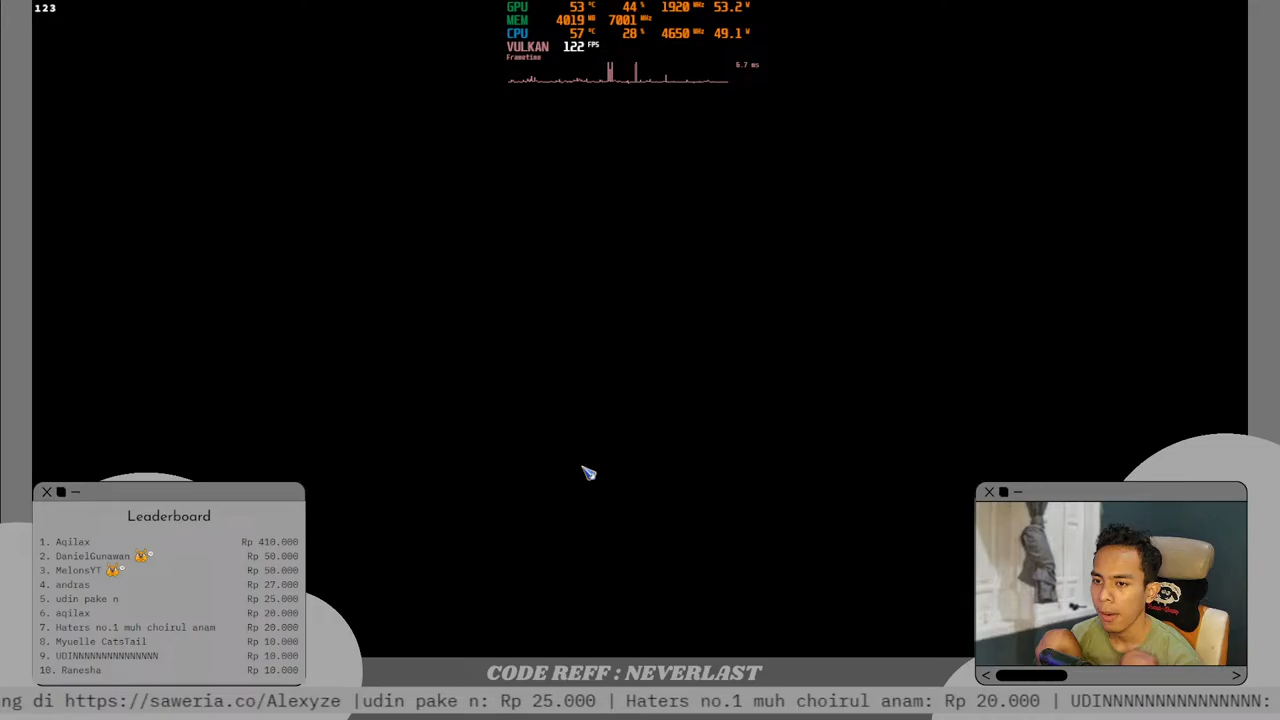 123
GPU 53 °C 44 % 1920 MHz 53.2 W
MEM 4019 MB 7001 MHz
CPU 57 °C 28 % 4650 MHz 49.1 W
VULKAN 122 FPS
Frametime 6.7 ms
Leaderboard
1. Aqilax Rp 410.000
2. DanielGunawan Rp 50.000
3. MelonsYT Rp 50.000
4. andras Rp 27.000
5. udin pake n Rp 25.000
6. aqilax Rp 20.000
7. Haters no.1 muh choirul anam Rp 20.000
8. Myuelle CatsTail Rp 10.000
9. UDINNNNNNNNNNNNNN Rp 10.000
10. Ranesha Rp 10.000
CODE REFF : NEVERLAST
ng di https://saweria.co/Alexyze |udin pake n: Rp 25.000 | Haters no.1 muh choirul anam: Rp 20.000 | UDINNNNNNNNNNNNNN: